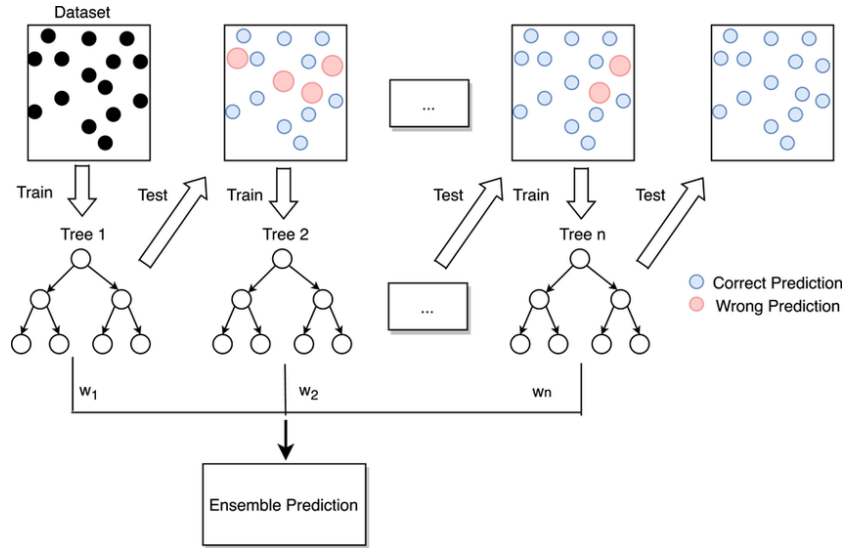 Dataset
...
Train
Test
Train
Train
Test
Tree 1
Tree 2
Tree n
...
Correct Prediction
Wrong Prediction
w1
w2
wn
Ensemble Prediction